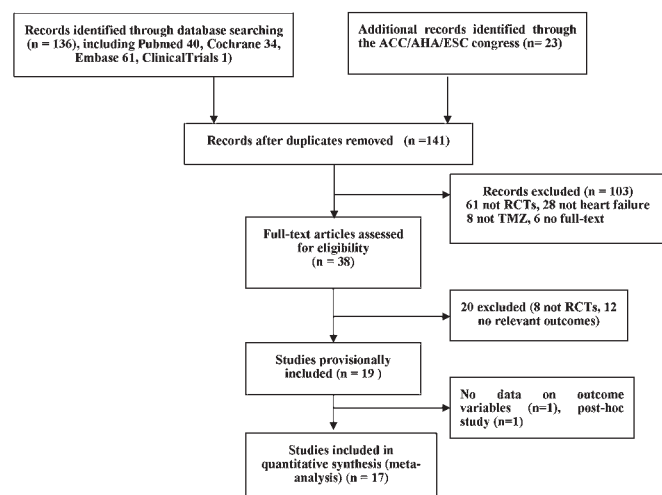 Records identified through database searching
(n = 136), including Pubmed 40, Cochrane 34,
Embase 61, ClinicalTrials 1)
Additional records identified through
the ACC/AHA/ESC congress (n= 23)
Records after duplicates removed (n =141)
Records excluded (n = 103)
61 not RCTs, 28 not heart failure
8 not TMZ, 6 no full-text
Full-text articles assessed
for eligibility
(n = 38)
20 excluded (8 not RCTs, 12
no relevant outcomes)
Studies provisionally
included (n = 19 )
No data on outcome
variables (n=1), post-hoc
study (n=1)
Studies included in
quantitative synthesis (meta-
analysis) (n = 17)